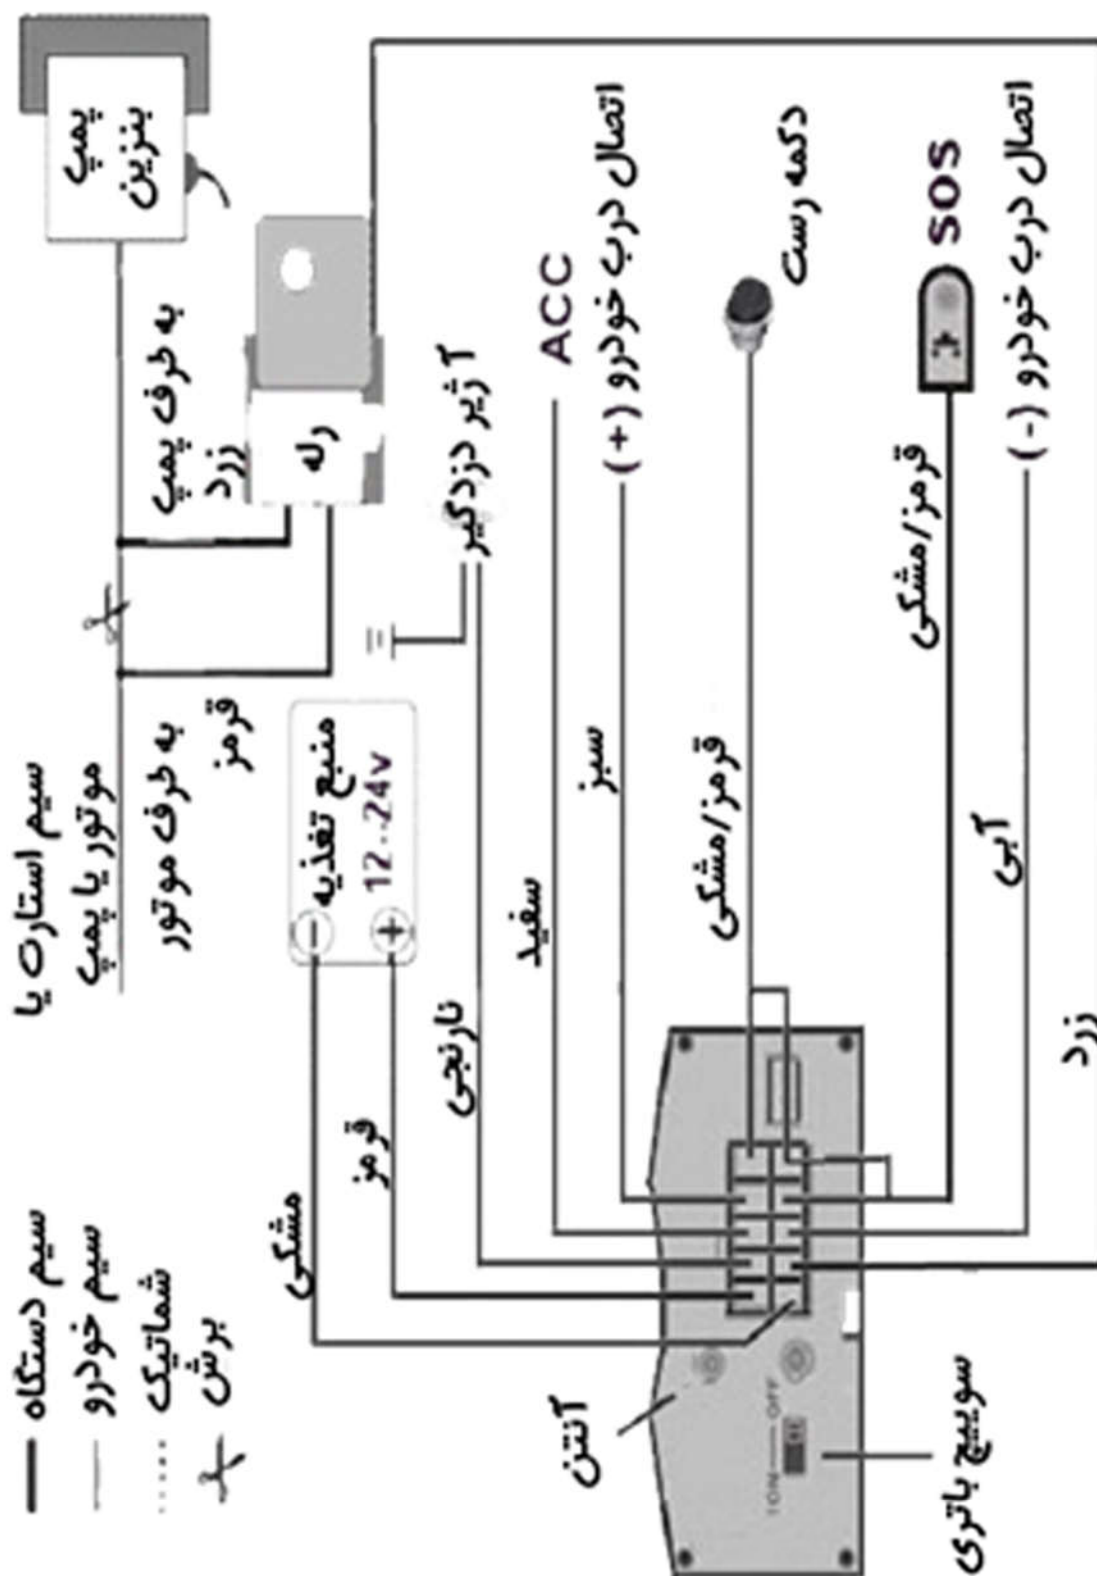 سیم دستگاه
سیم خودرو
شماتیک
برش
سیم استارت یا
موتور یا پمپ
به طرف موتور
قرمز
پمپ
بنزین
به طرف پمپ
زرد
رله
منبع تغذیه
12..24v
-
+
آژیر دزدگیر
ACC
اتصال درب خودرو (+)
دکمه رست
SOS
اتصال درب خودرو (-)
مشکی
قرمز
نارنجی
سفید
سبز
قرمز/مشکی
قرمز/مشکی
آبی
زرد
آنتن
ON
OFF
سوییچ باتری